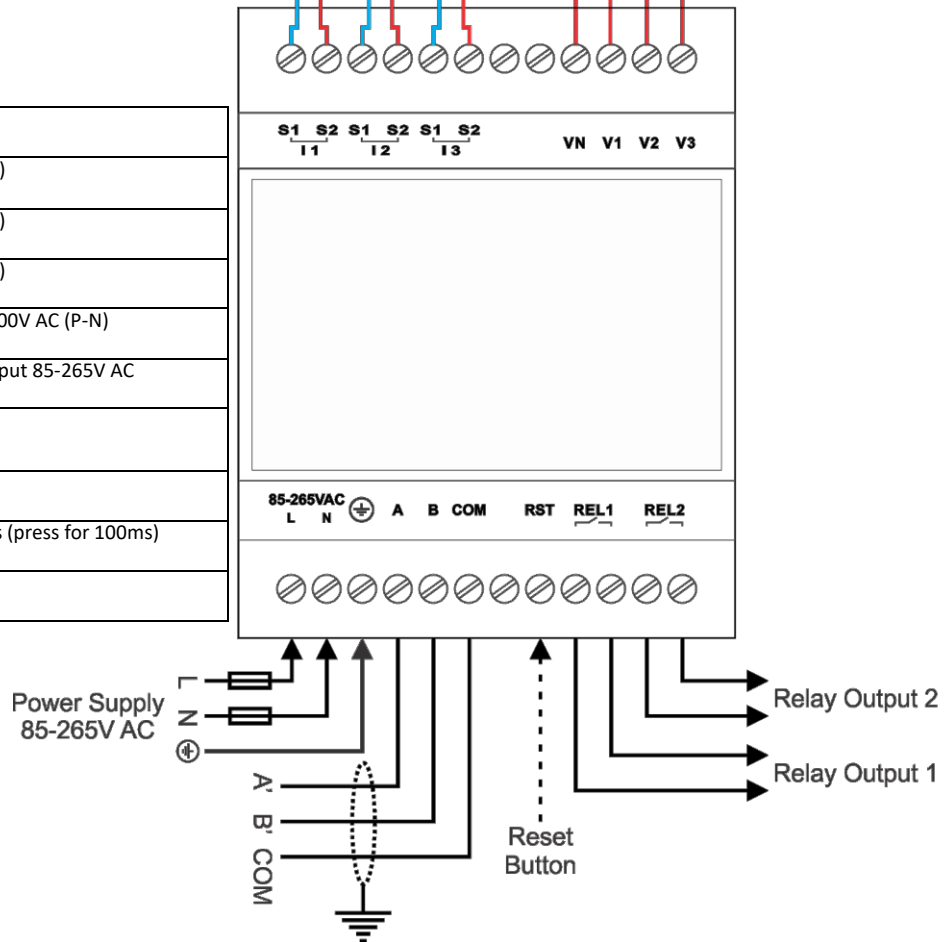 S1 S2 S1 S2 S1 S2
I1 I2 I3
VN V1 V2 V3
)
)
)
00V AC (P-N)
put 85-265V AC
(press for 100ms)
85-265VAC
L N A B COM RST REL1 REL2
Power Supply
85-265V AC
L
N
A'
B'
COM
Reset
Button
Relay Output 2
Relay Output 1